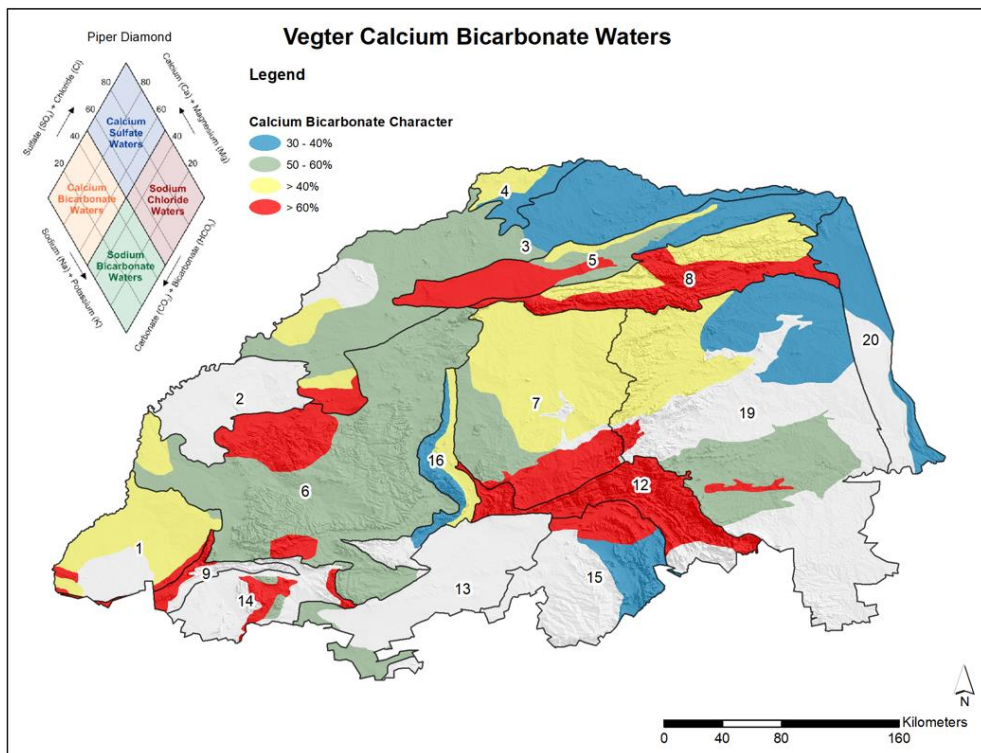 Vegter Calcium Bicarbonate Waters
Piper Diamond
Sulfate (SO₄) + Chloride (Cl)
Calcium (Ca) + Magnesium (Mg)
80
80
60
60
40
40
20
20
Calcium
Sulfate
Waters
Calcium
Bicarbonate
Waters
Sodium
Chloride
Waters
Sodium
Bicarbonate
Waters
Sodium (Na) + Potassium (K)
Carbonate (CO₃) + Bicarbonate (HCO₃)
Legend
Calcium Bicarbonate Character
30 - 40%
50 - 60%
> 40%
> 60%
4
3
5
8
20
2
7
19
16
6
12
1
9
14
13
15
N
Kilometers
0
40
80
160